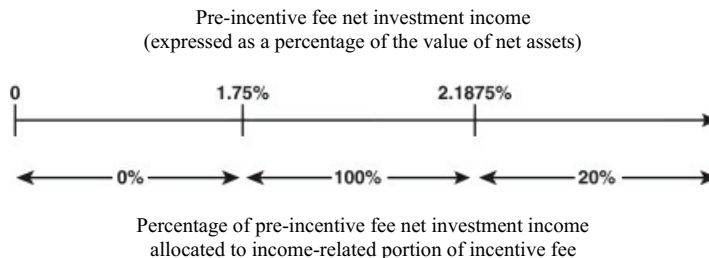 Pre-incentive fee net investment income
(expressed as a percentage of the value of net assets)
0 1.75% 2.1875%
0% 100% 20%
Percentage of pre-incentive fee net investment income
allocated to income-related portion of incentive fee